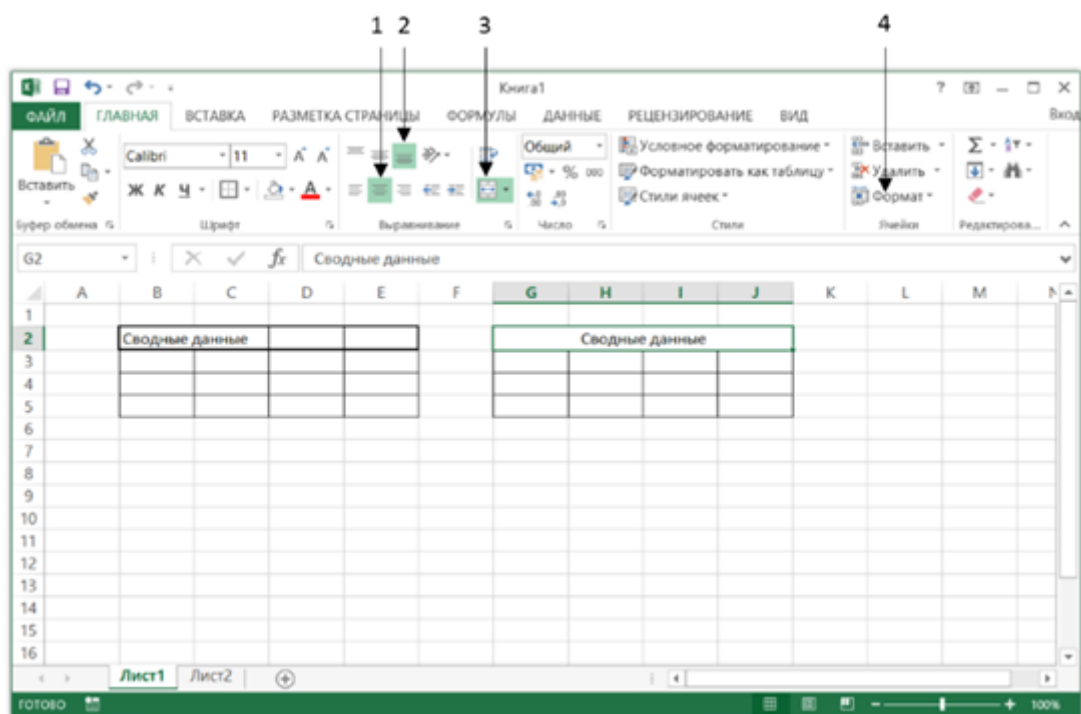 1 2 3 4
Книга1
ФАЙЛ ГЛАВНАЯ ВСТАВКА РАЗМЕТКА СТРАНИЦЫ ФОРМУЛЫ ДАННЫЕ РЕЦЕНЗИРОВАНИЕ ВИД Вход
Calibri 11 Общий Условное форматирование Вставить
Вставить Ж К Ч % 000 Форматировать как таблицу Удалить
Стили ячеек Формат
Буфер обмена Шрифт Выравнивание Число Стили Ячейки Редактирова...
G2 fx Сводные данные
A B C D E F G H I J K L M N
1
2 Сводные данные Сводные данные
3
4
5
6
7
8
9
10
11
12
13
14
15
16
Лист1 Лист2
ГОТОВО 100%